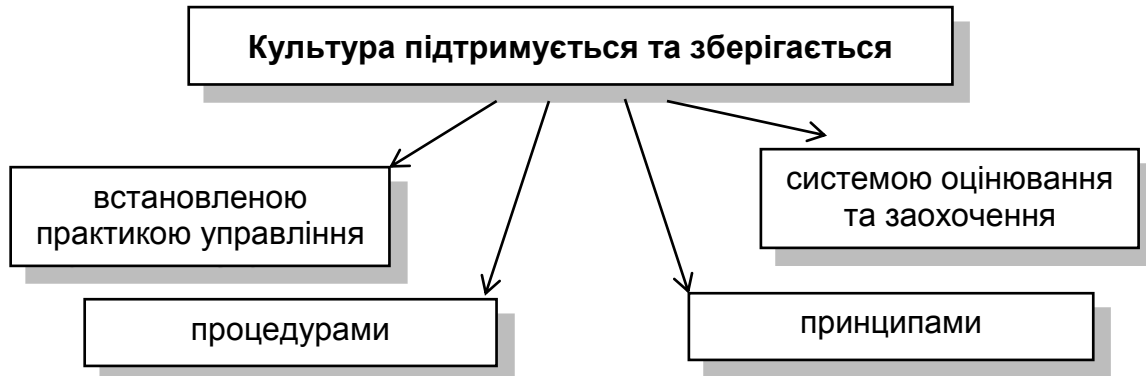 Культура підтримується та зберігається
встановленою
практикою управління
системою оцінювання
та заохочення
процедурами
принципами